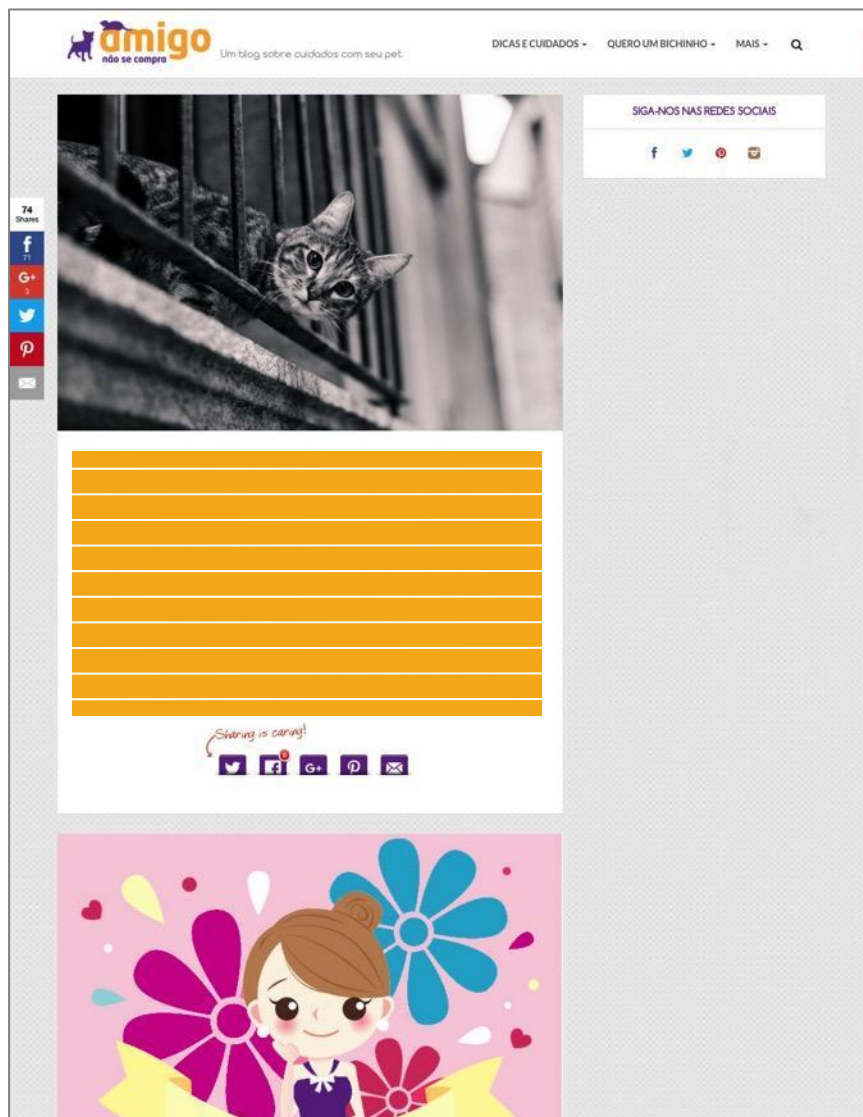 amigo
não se compra
Um blog sobre cuidados com seu pet.
DICAS E CUIDADOS
QUERO UM BICHINHO
MAIS
SIGA-NOS NAS REDES SOCIAIS
74
Shares
71
G+
3
Sharing is caring!
G+